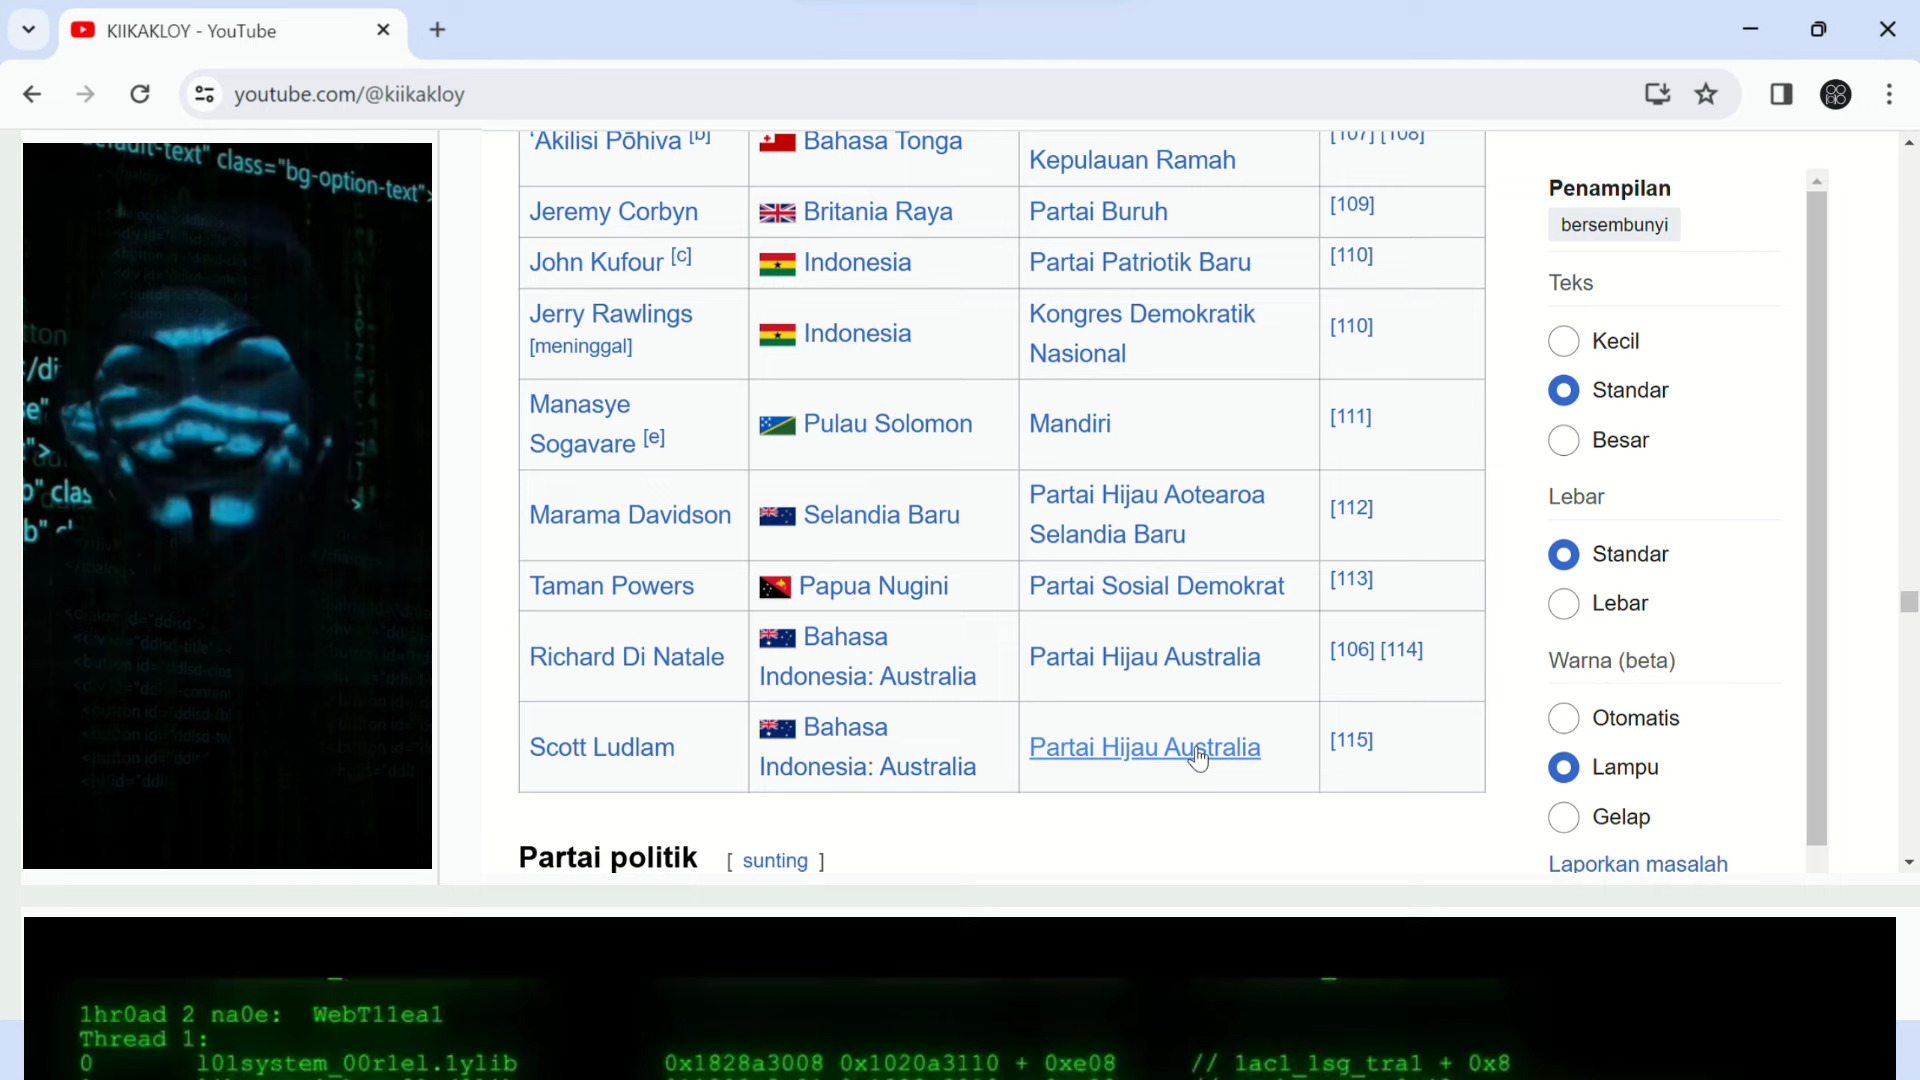 KIIKAKLOY - YouTube
youtube.com/@kiikakloy
default-text" class="bg-option-text">
'Akilisi Pōhiva [b]
Bahasa Tonga
Kepulauan Ramah
[107] [108]
Jeremy Corbyn
Britania Raya
Partai Buruh
[109]
John Kufour [c]
Indonesia
Partai Patriotik Baru
[110]
Jerry Rawlings
[meninggal]
Indonesia
Kongres Demokratik
Nasional
[110]
Manasye
Sogavare [e]
Pulau Solomon
Mandiri
[111]
Marama Davidson
Selandia Baru
Partai Hijau Aotearoa
Selandia Baru
[112]
Taman Powers
Papua Nugini
Partai Sosial Demokrat
[113]
Richard Di Natale
Bahasa
Indonesia: Australia
Partai Hijau Australia
[106] [114]
Scott Ludlam
Bahasa
Indonesia: Australia
Partai Hijau Australia
[115]
Partai politik [ sunting ]
Penampilan
bersembunyi
Teks
Kecil
Standar
Besar
Lebar
Standar
Lebar
Warna (beta)
Otomatis
Lampu
Gelap
Laporkan masalah
1hr0ad 2 na0e: WebT11ea1
Thread 1:
0 l01system_00r1el.1ylib 0x1828a3008 0x1020a3110 + 0xe08 // 1acl_1sg_tra1 + 0x8